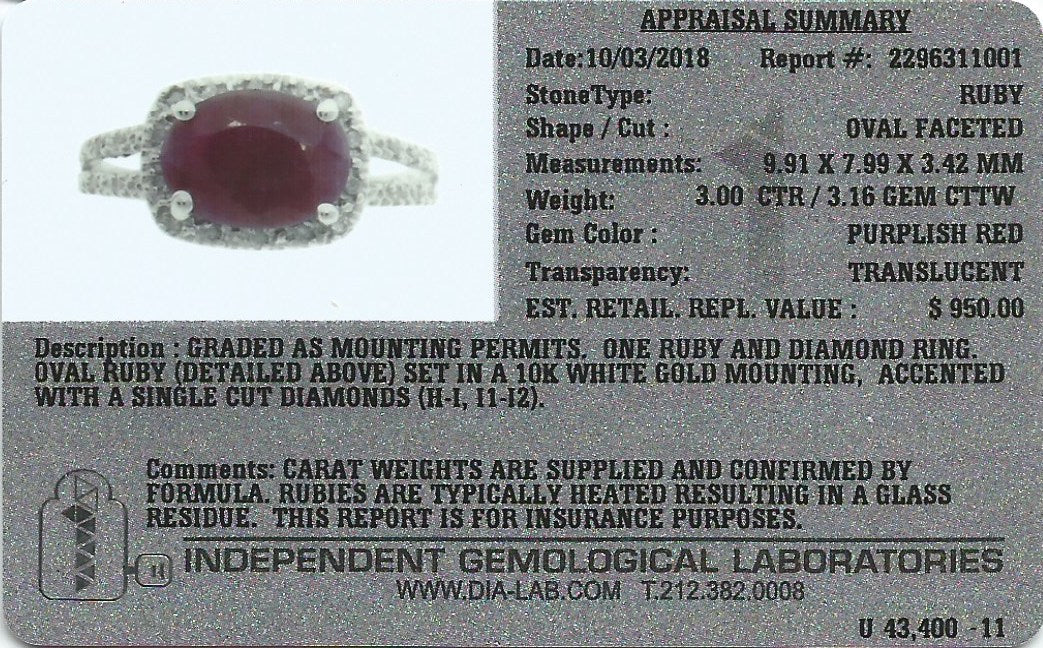 APPRAISAL SUMMARY
Date:10/03/2018 Report #: 2296311001
StoneType: RUBY
Shape / Cut : OVAL FACETED
Measurements: 9.91 X 7.99 X 3.42 MM
Weight: 3.00 CTR / 3.16 GEM CTTW
Gem Color : PURPLISH RED
Transparency: TRANSLUCENT
EST. RETAIL. REPL. VALUE : $ 950.00
Description : GRADED AS MOUNTING PERMITS. ONE RUBY AND DIAMOND RING.
OVAL RUBY (DETAILED ABOVE) SET IN A 10K WHITE GOLD MOUNTING, ACCENTED
WITH A SINGLE CUT DIAMONDS (H-I, I1-I2).
Comments: CARAT WEIGHTS ARE SUPPLIED AND CONFIRMED BY
FORMULA. RUBIES ARE TYPICALLY HEATED RESULTING IN A GLASS
RESIDUE. THIS REPORT IS FOR INSURANCE PURPOSES.
INDEPENDENT GEMOLOGICAL LABORATORIES
WWW.DIA-LAB.COM T.212.382.0008
U 43,400 -11